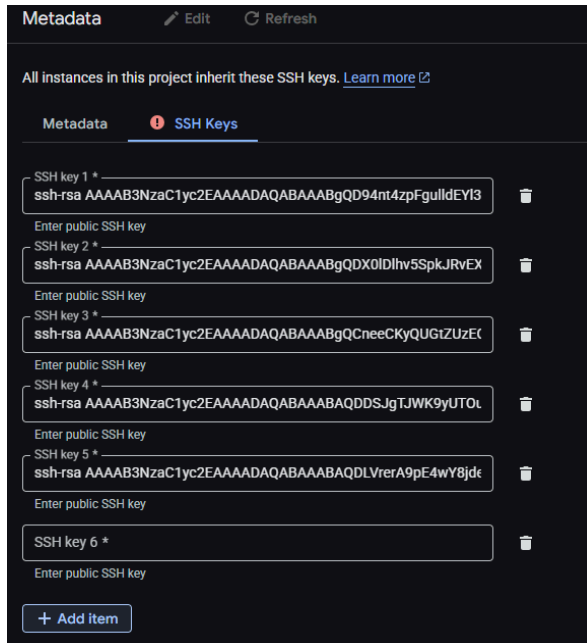 Metadata Edit Refresh
All instances in this project inherit these SSH keys. Learn more
Metadata SSH Keys
SSH key 1 *
ssh-rsa AAAAB3NzaC1yc2EAAAADAQABAAABgQD94nt4zpFgulldEYl3
Enter public SSH key
SSH key 2 *
ssh-rsa AAAAB3NzaC1yc2EAAAADAQABAAABgQDX0lDlhv5SpkJRvEX
Enter public SSH key
SSH key 3 *
ssh-rsa AAAAB3NzaC1yc2EAAAADAQABAAABgQCneeCKyQUGtZUzE
Enter public SSH key
SSH key 4 *
ssh-rsa AAAAB3NzaC1yc2EAAAADAQABAAABAQDDSJgTJWK9yUTOu
Enter public SSH key
SSH key 5 *
ssh-rsa AAAAB3NzaC1yc2EAAAADAQABAAABAQDLVrerA9pE4wY8jde
Enter public SSH key
SSH key 6 *
Enter public SSH key
+ Add item